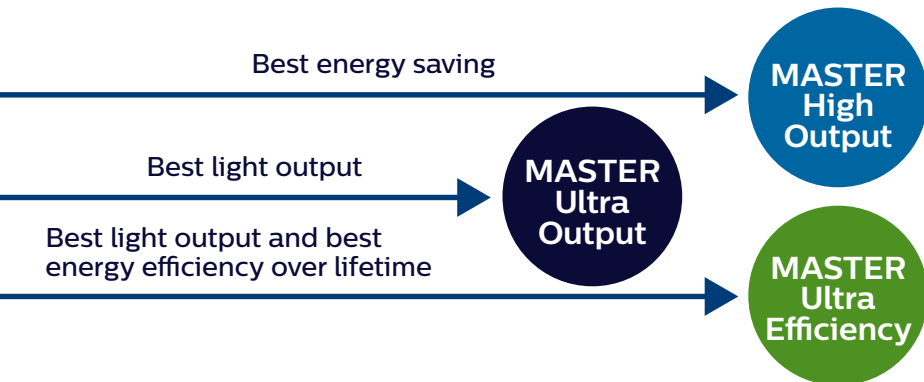 Best energy saving
MASTER
High
Output
Best light output
MASTER
Ultra
Output
Best light output and best
energy efficiency over lifetime
MASTER
Ultra
Efficiency